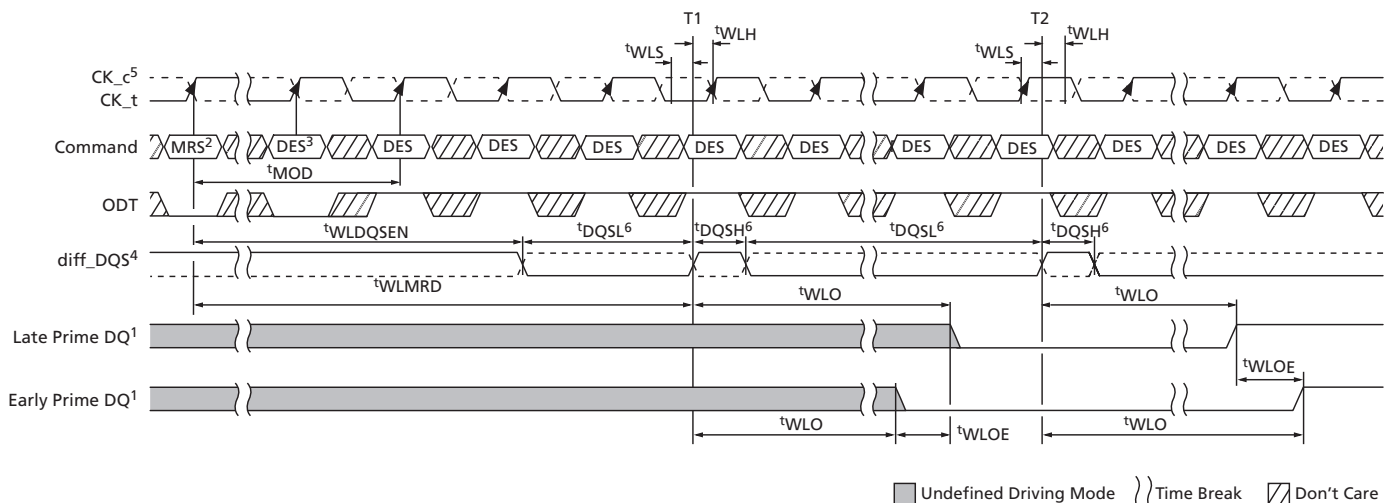 T1 T2
tWLH tWLH
tWLS tWLS
CK_c5
CK_t
Command MRS2 DES3 DES DES DES DES DES DES DES DES DES DES
tMOD
ODT
tWLDQSEN tDQSL6 tDQSH6 tDQSL6 tDQSH6
diff_DQS4
tWLMRD tWLO tWLO
Late Prime DQ1
tWLOE
Early Prime DQ1
tWLO tWLOE tWLO
Undefined Driving Mode Time Break Don't Care